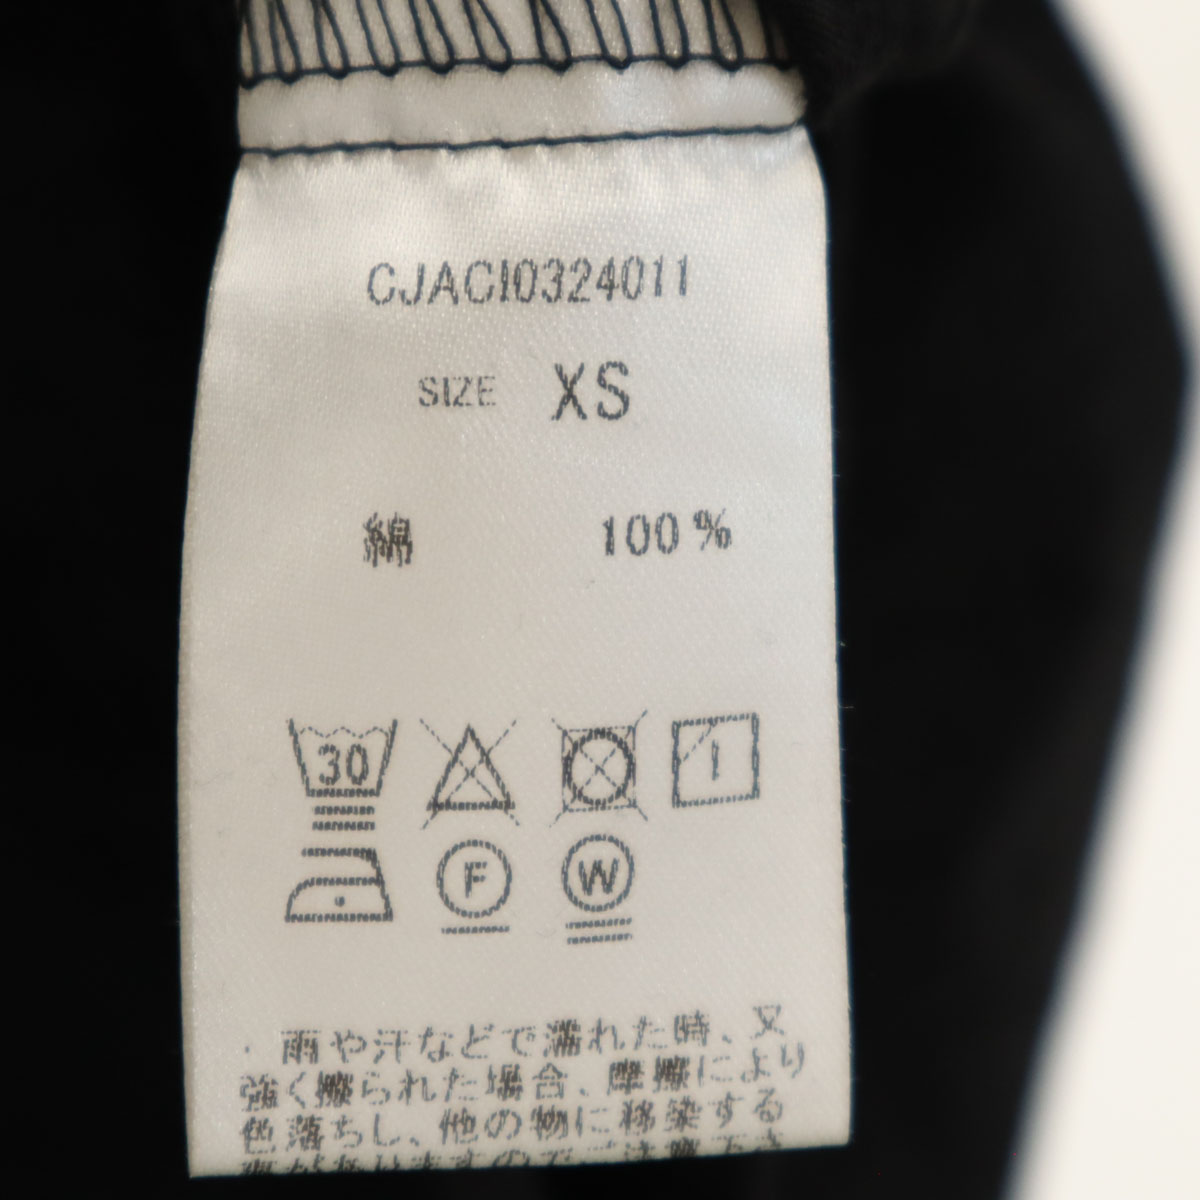 CJACI0324011
SIZE XS
綿 100%
30
I
F
W
・雨や汗などで濡れた時、又
強く擦られた場合、摩擦により
色落ちし、他の物に移染する